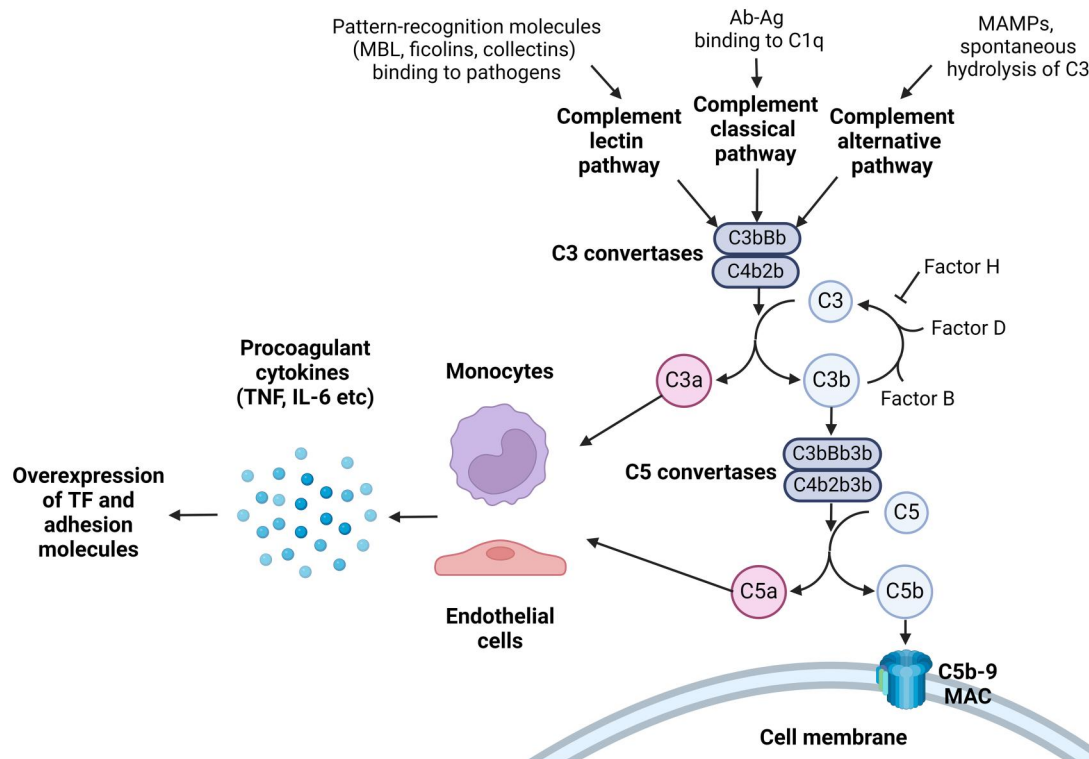 Pattern-recognition molecules
(MBL, ficolins, collectins)
binding to pathogens
Ab-Ag
binding to C1q
MAMPs,
spontaneous
hydrolysis of C3
Complement
lectin
pathway
Complement
classical
pathway
Complement
alternative
pathway
C3 convertases
C3bBb
C4b2b
Factor H
C3
Factor D
Factor B
C3a
C3b
Procoagulant
cytokines
(TNF, IL-6 etc)
Monocytes
C5 convertases
C3bBb3b
C4b2b3b
Overexpression
of TF and
adhesion
molecules
C5
C5a
C5b
Endothelial
cells
C5b-9
MAC
Cell membrane